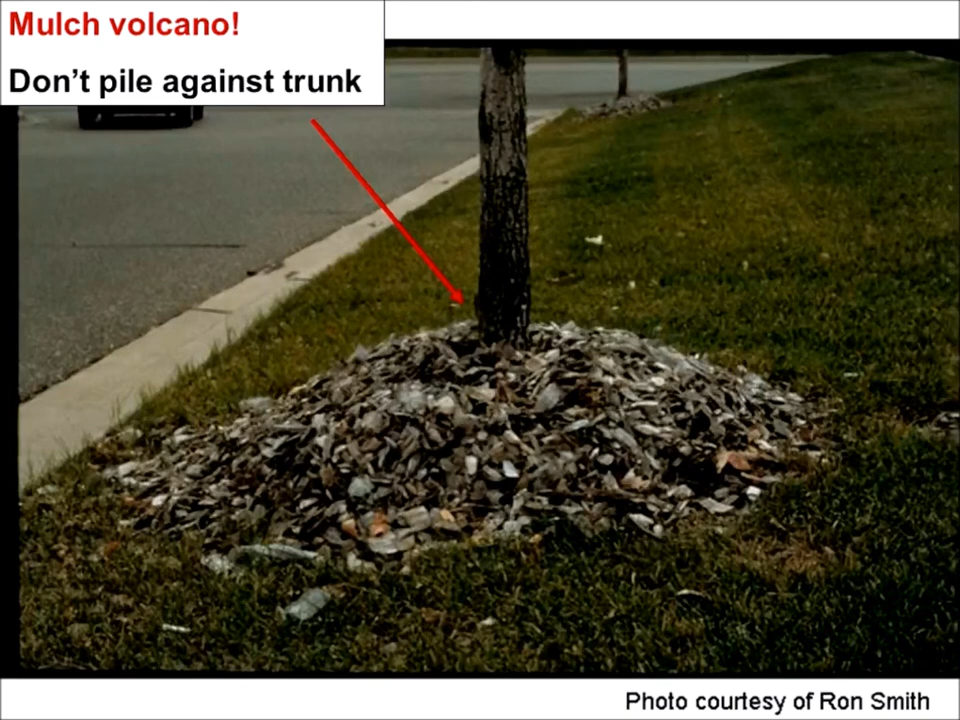 Mulch volcano!
Don’t pile against trunk
Photo courtesy of Ron Smith